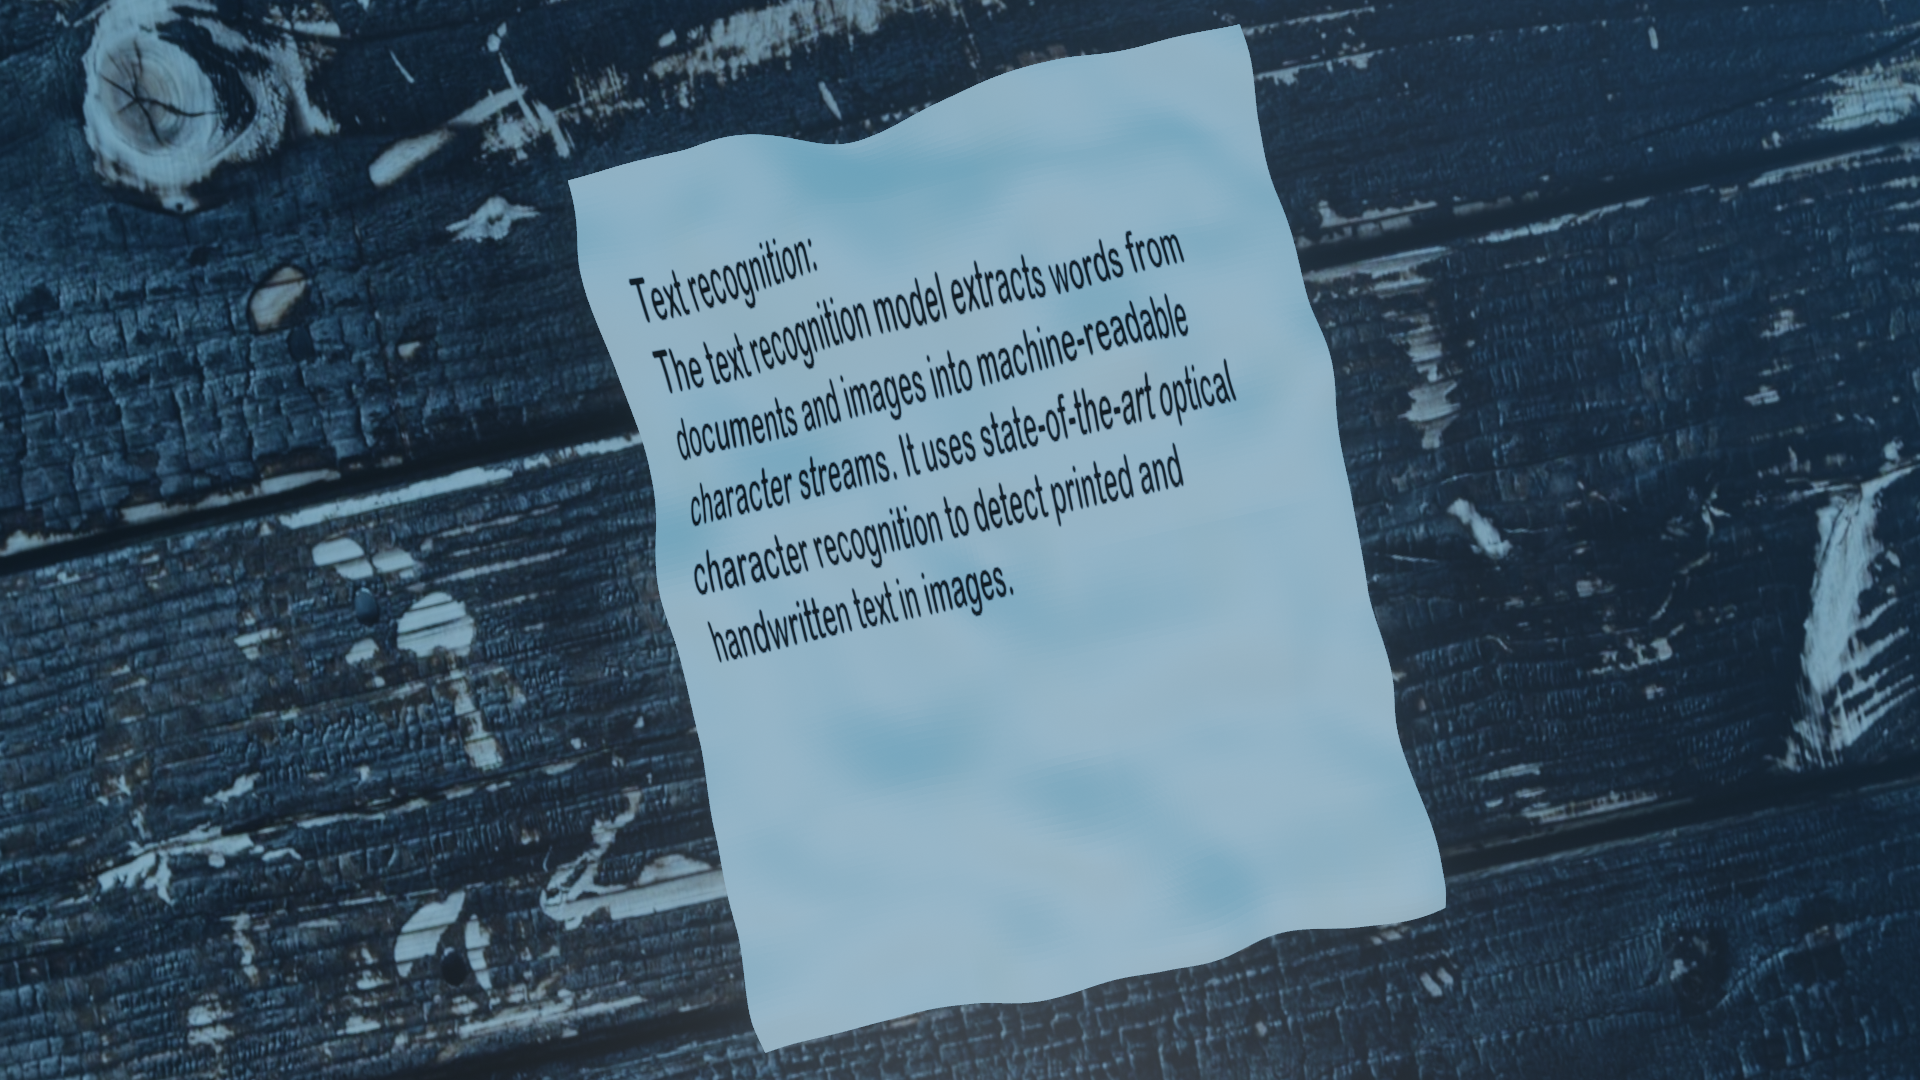 Text recognition:
The text recognition model extracts words from
documents and images into machine-readable
character streams. It uses state-of-the-art optical
character recognition to detect printed and
handwritten text in images.